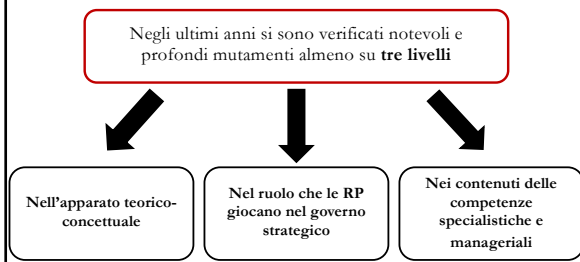 Negli ultimi anni si sono verificati notevoli e
profondi mutamenti almeno su tre livelli
Nell'apparato teorico-
concettuale
Nel ruolo che le RP
giocano nel governo
strategico
Nei contenuti delle
competenze
specialistiche e
manageriali